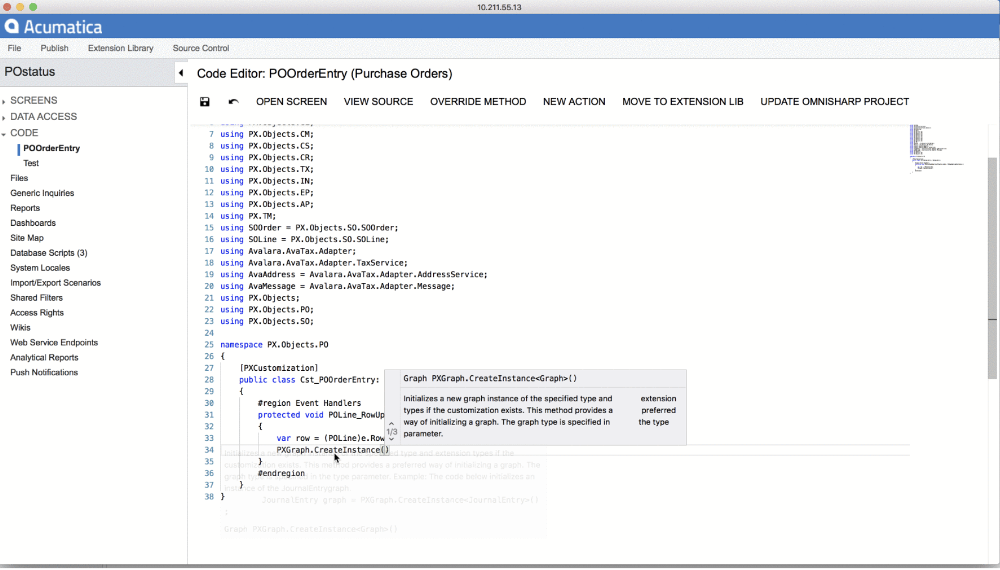 10.211.55.13
Acumatica
File Publish Extension Library Source Control
POstatus
Code Editor: POOrderEntry (Purchase Orders)
OPEN SCREEN VIEW SOURCE OVERRIDE METHOD NEW ACTION MOVE TO EXTENSION LIB UPDATE OMNISHARP PROJECT
SCREENS
DATA ACCESS
CODE
POOrderEntry
Test
Files
Generic Inquiries
Reports
Dashboards
Site Map
Database Scripts (3)
System Locales
Import/Export Scenarios
Shared Filters
Access Rights
Wikis
Web Service Endpoints
Analytical Reports
Push Notifications
7 using PX.Objects.CM;
8 using PX.Objects.CS;
9 using PX.Objects.CR;
10 using PX.Objects.TX;
11 using PX.Objects.IN;
12 using PX.Objects.EP;
13 using PX.Objects.AP;
14 using PX.TM;
15 using SOOrder = PX.Objects.SO.SOOrder;
16 using SOLine = PX.Objects.SO.SOLine;
17 using Avalara.AvaTax.Adapter;
18 using Avalara.AvaTax.Adapter.TaxService;
19 using AvaAddress = Avalara.AvaTax.Adapter.AddressService;
20 using AvaMessage = Avalara.AvaTax.Adapter.Message;
21 using PX.Objects;
22 using PX.Objects.PO;
23 using PX.Objects.SO;
24
25 namespace PX.Objects.PO
26 {
27 [PXCustomization]
28 public class Cst_POOrderEntry:
29 {
30 #region Event Handlers
31 protected void POLine_RowUp
32 {
33 var row = (POLine)e.Row
34 PXGraph.CreateInstance()
35 }
36 #endregion
37 }
38 }
Graph PXGraph.CreateInstance<Graph>()
Initializes a new graph instance of the specified type and extension
types if the customization exists. This method provides a preferred
way of initializing a graph. The graph type is specified in the type
parameter.
1/3
Initializes a new graph instance of the specified type and extension types if the
customization exists. This method provides a preferred way of initializing a graph. The
graph type is specified in the type parameter. Example: The code below initializes an
instance of the JournalEntrygraph.
JournalEntry graph = PXGraph.CreateInstance<JournalEntry>()
;
Graph PXGraph.CreateInstance<Graph>()